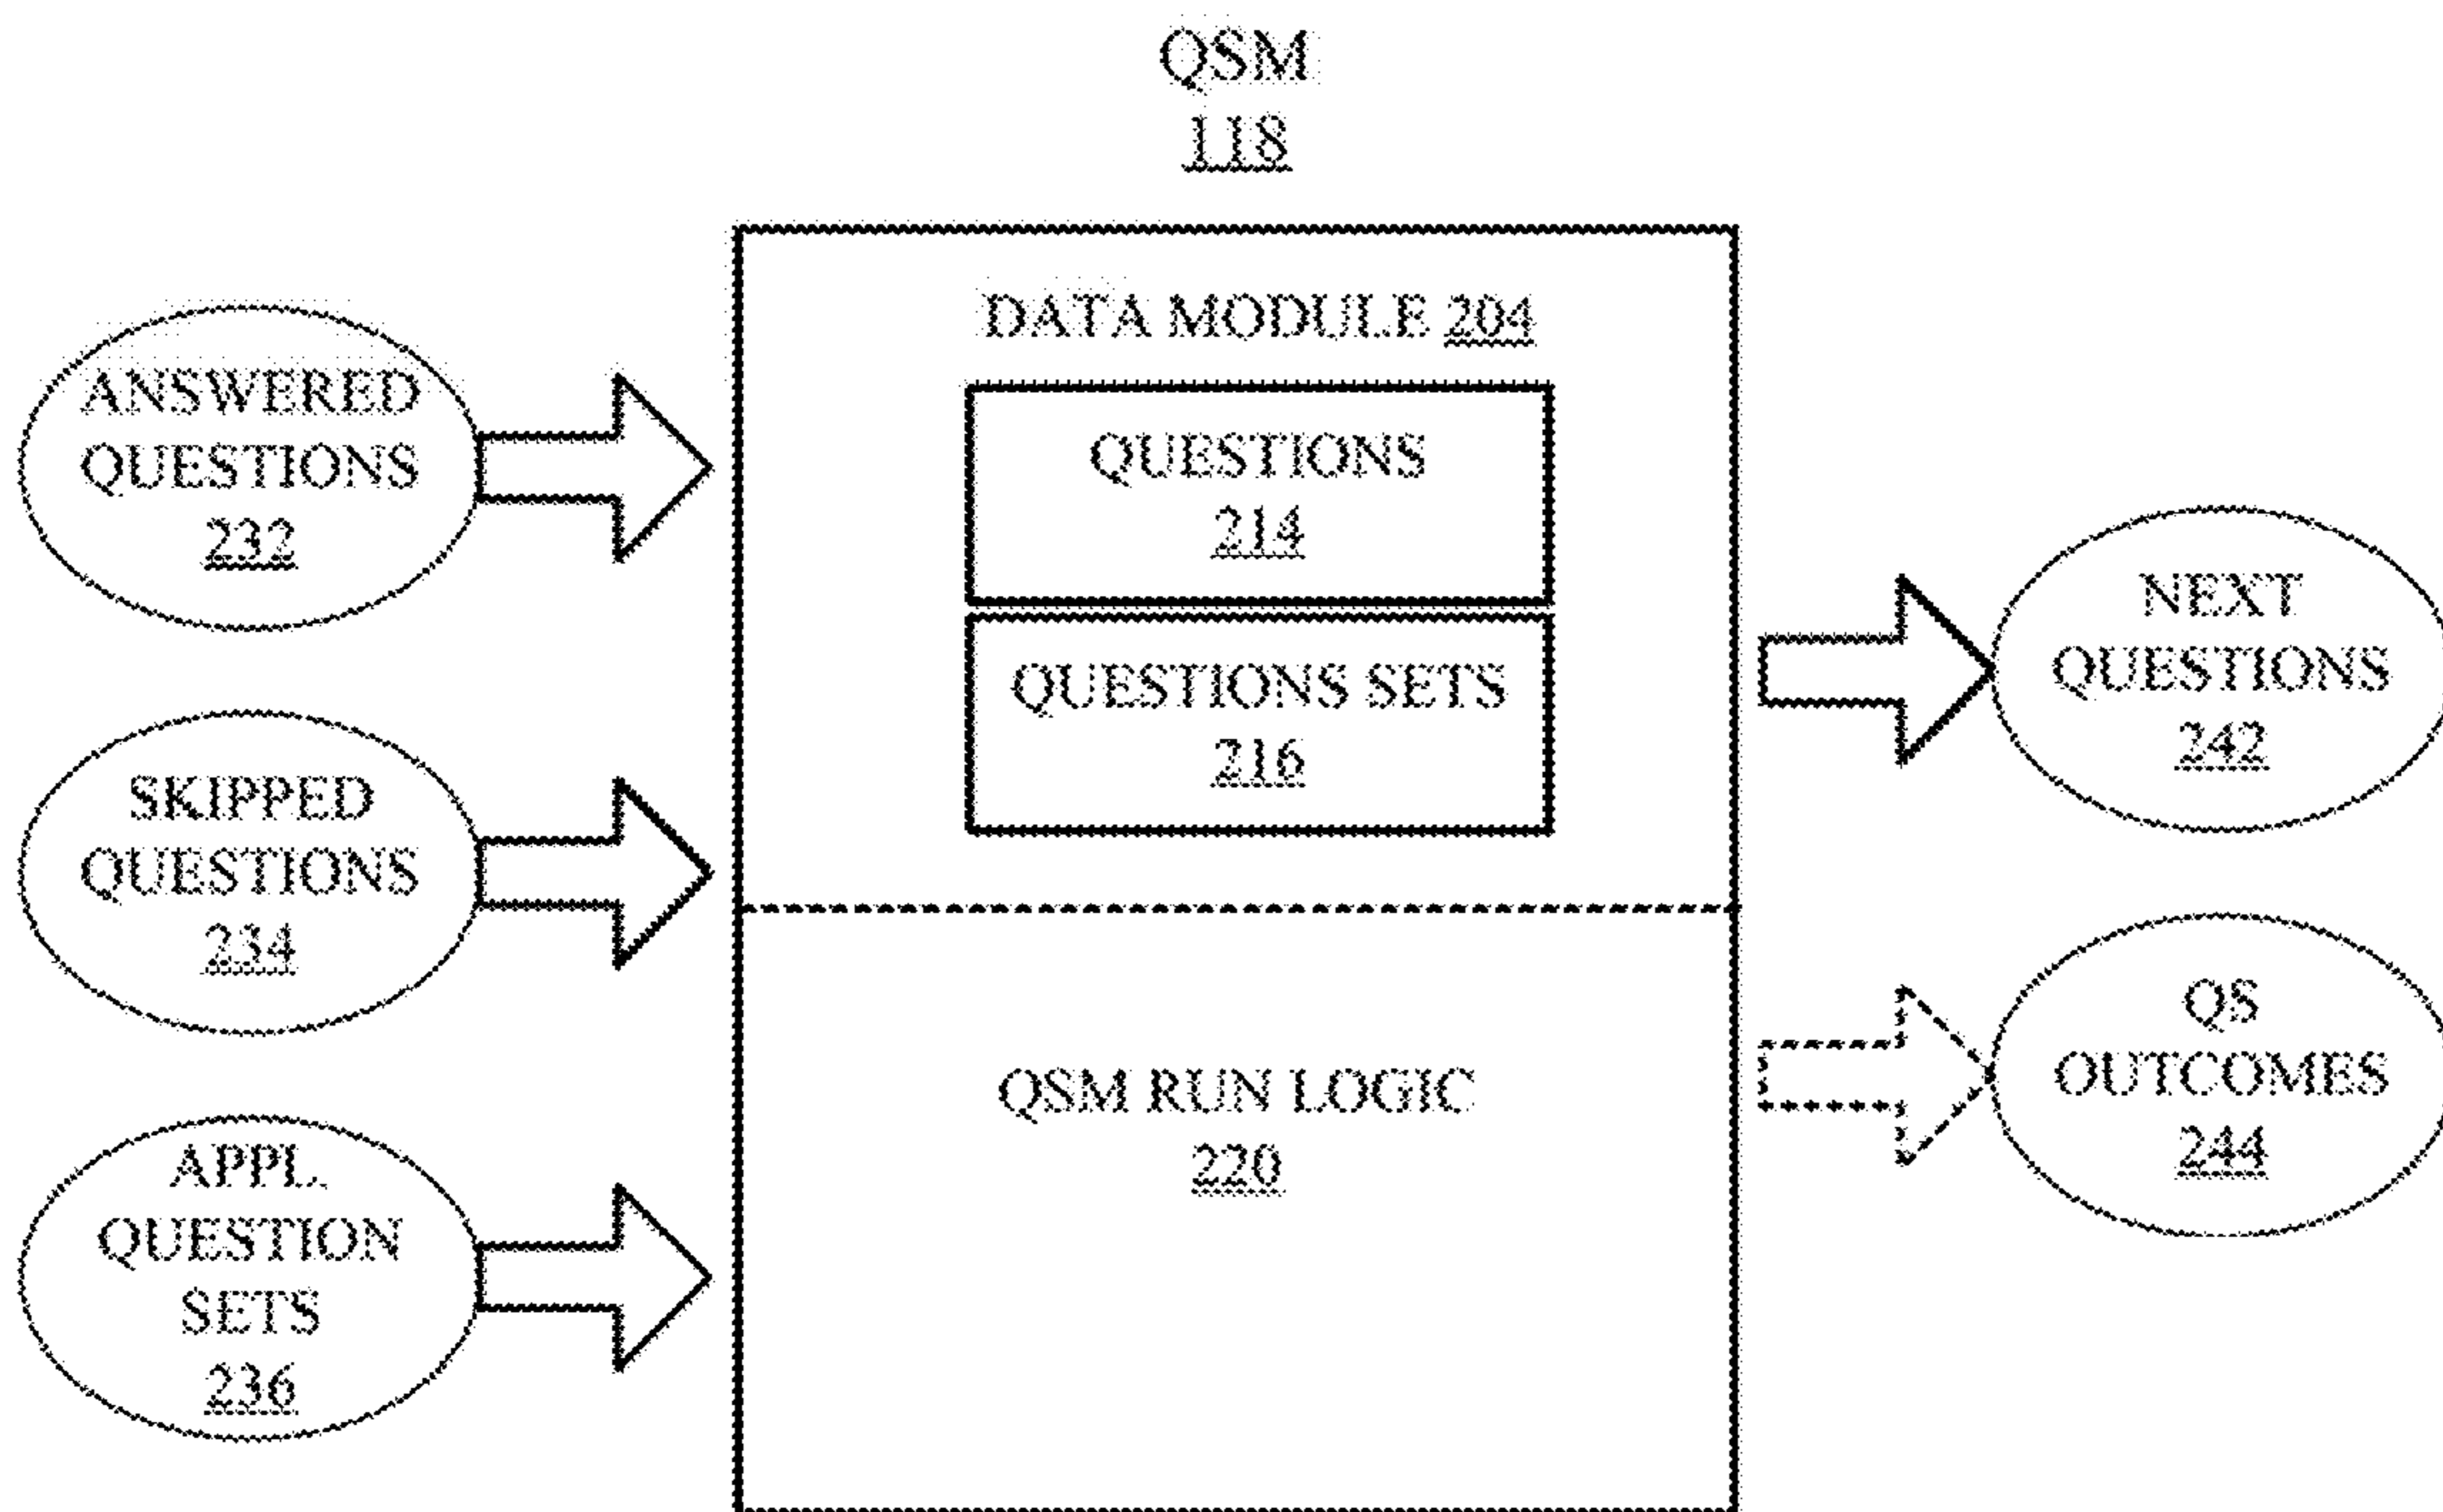 QSM
118
ANSWERED
QUESTIONS
232
SKIPPED
QUESTIONS
234
APPL.
QUESTION
SETS
236
DATA MODULE 204
QUESTIONS
214
QUESTIONS SETS
216
QSM RUN LOGIC
220
NEXT
QUESTIONS
242
QS
OUTCOMES
244